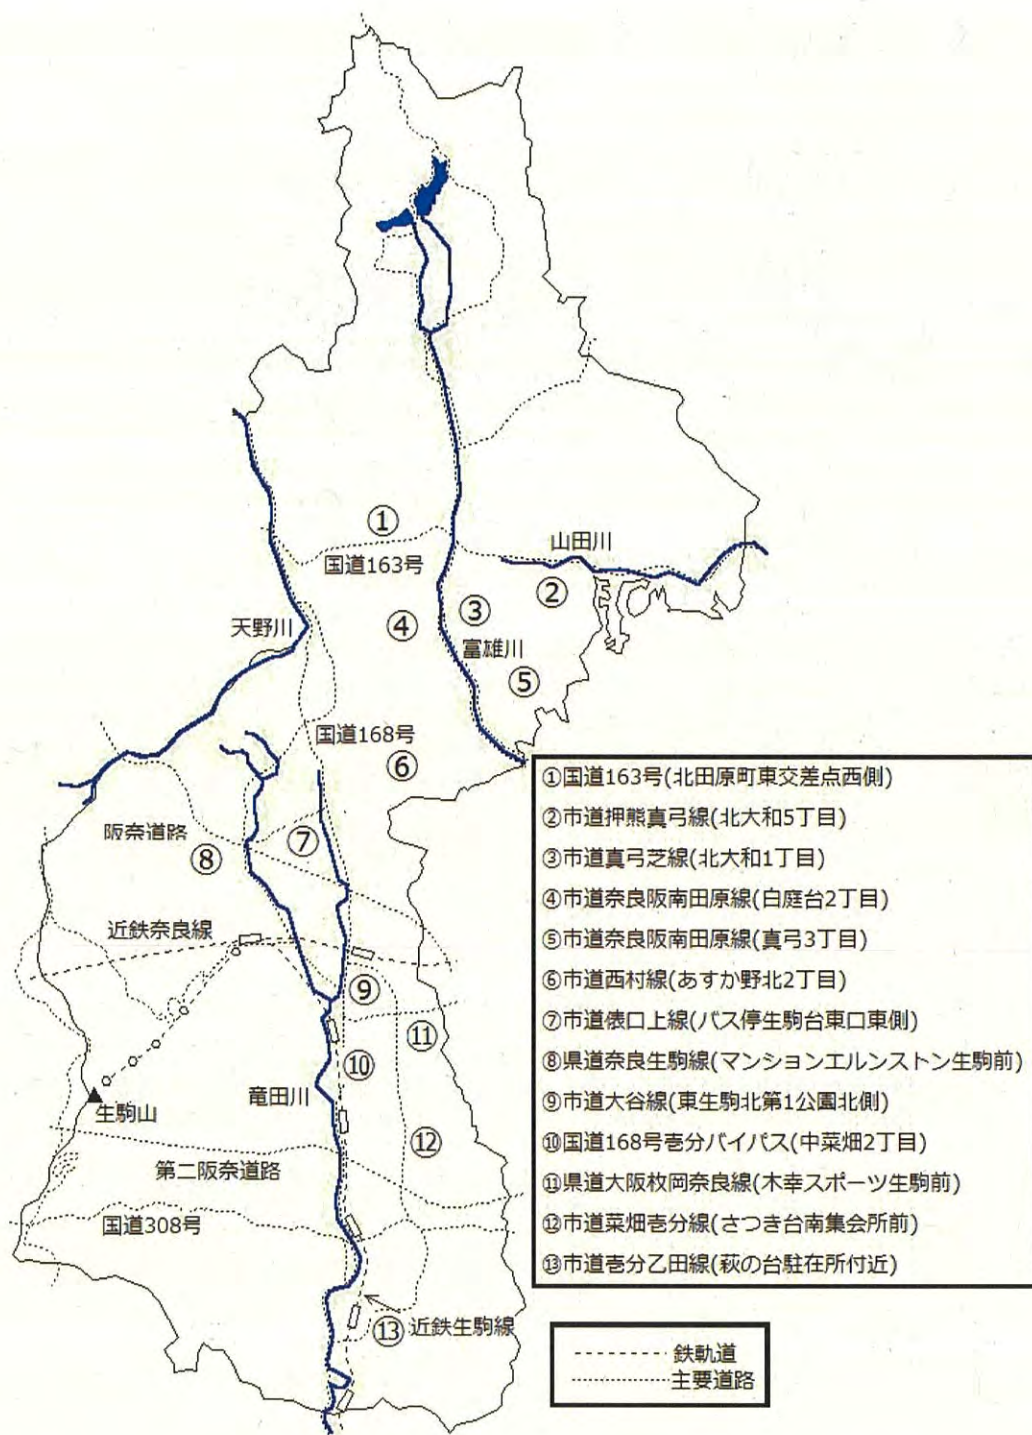 ①
国道163号
山田川
②
③
④
天野川
富雄川
⑤
国道168号
⑥
阪奈道路
⑦
⑧
近鉄奈良線
⑨
⑪
⑩
生駒山
竜田川
⑫
第二阪奈道路
国道308号
⑬
近鉄生駒線
①国道163号(北田原町東交差点西側)
②市道押熊真弓線(北大和5丁目)
③市道真弓芝線(北大和1丁目)
④市道奈良阪南田原線(白庭台2丁目)
⑤市道奈良阪南田原線(真弓3丁目)
⑥市道西村線(あすか野北2丁目)
⑦市道俵口上線(バス停生駒台東口東側)
⑧県道奈良生駒線(マンションエルンストン生駒前)
⑨市道大谷線(東生駒北第1公園北側)
⑩国道168号壱分バイパス(中菜畑2丁目)
⑪県道大阪枚岡奈良線(木幸スポーツ生駒前)
⑫市道菜畑壱分線(さつき台南集会所前)
⑬市道壱分乙田線(萩の台駐在所付近)
鉄軌道
主要道路